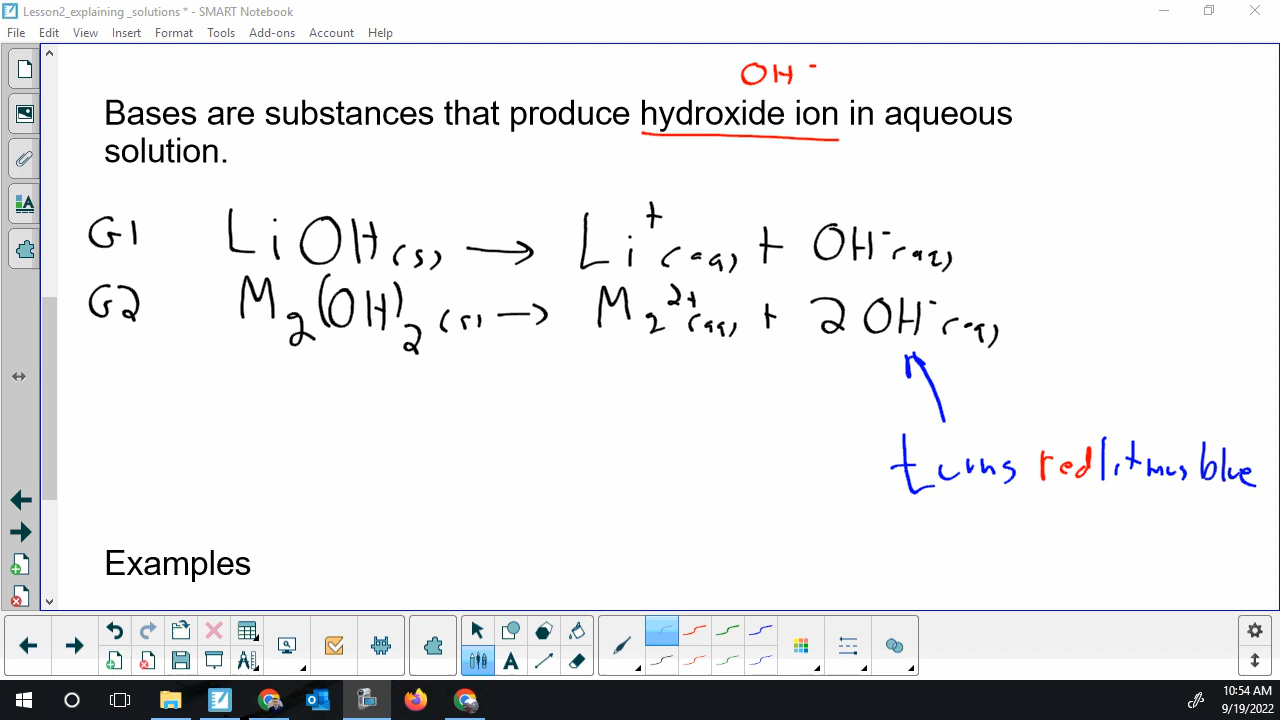 Lesson2_explaining _solutions * - SMART Notebook
File Edit View Insert Format Tools Add-ons Account Help
OH⁻
Bases are substances that produce hydroxide ion in aqueous
solution.
G1 LiOH(s) → Li⁺(aq) + OH⁻(aq)
G2 M₂(OH)₂(s) → M₂²⁺(aq) + 2OH⁻(aq)
turns red litmus blue
Examples
A
10:54 AM
9/19/2022